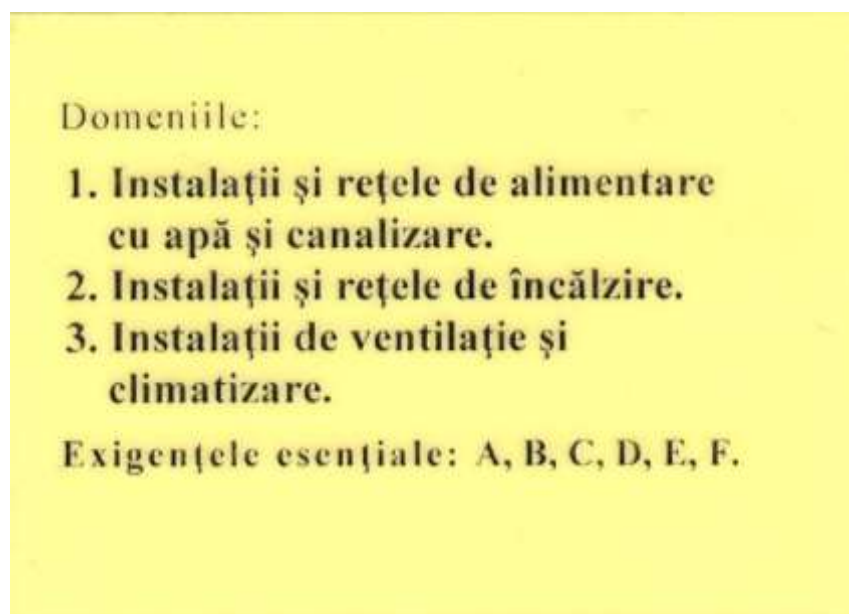 Domeniile:
1. Instalaţii şi reţele de alimentare
cu apă şi canalizare.
2. Instalaţii şi reţele de încălzire.
3. Instalaţii de ventilaţie şi
climatizare.
Exigenţele esenţiale: A, B, C, D, E, F.